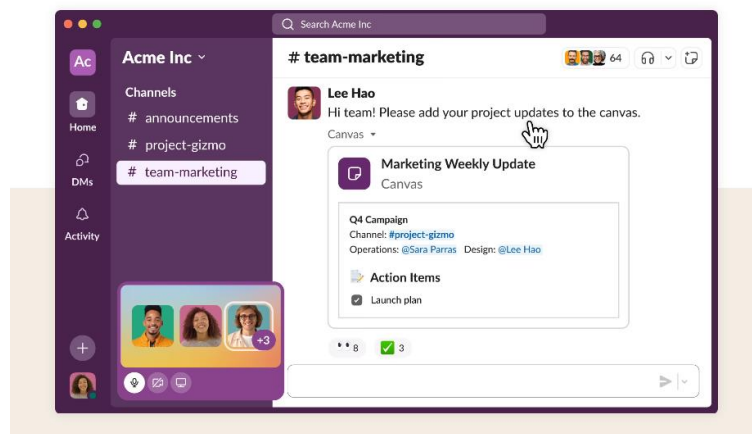 Search Acme Inc
Ac
Acme Inc
# team-marketing
64
Home
DMs
Activity
Channels
# announcements
# project-gizmo
# team-marketing
+3
Lee Hao
Hi team! Please add your project updates to the canvas.
Canvas
Marketing Weekly Update
Canvas
Q4 Campaign
Channel: #project-gizmo
Operations: @Sara Parras Design: @Lee Hao
Action Items
Launch plan
8 3